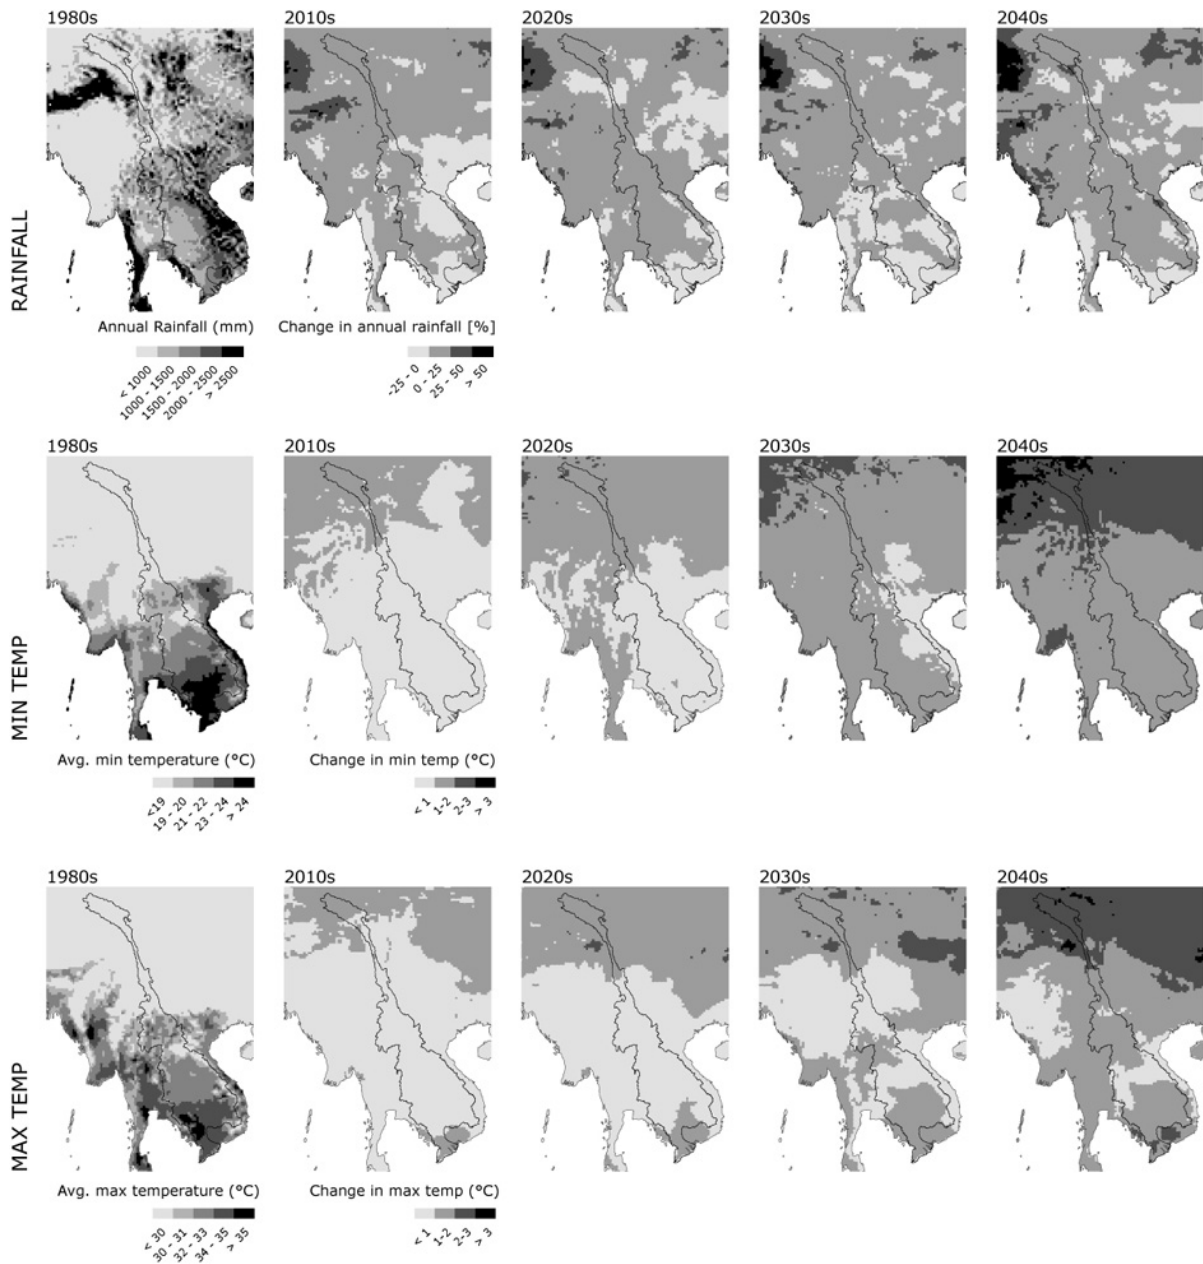 1980s 2010s 2020s 2030s 2040s
RAINFALL
Annual Rainfall (mm) Change in annual rainfall [%]
< 1000 1000 - 1500 1500 - 2000 2000 - 2500 > 2500 -25 - 0 0 - 25 25 - 50 > 50
1980s 2010s 2020s 2030s 2040s
MIN TEMP
Avg. min temperature (°C) Change in min temp (°C)
<19 19 - 20 21 - 22 23 - 24 > 24 < 1 1-2 2-3 > 3
1980s 2010s 2020s 2030s 2040s
MAX TEMP
Avg. max temperature (°C) Change in max temp (°C)
< 30 30 - 31 32 - 33 34 - 35 > 35 < 1 1-2 2-3 > 3